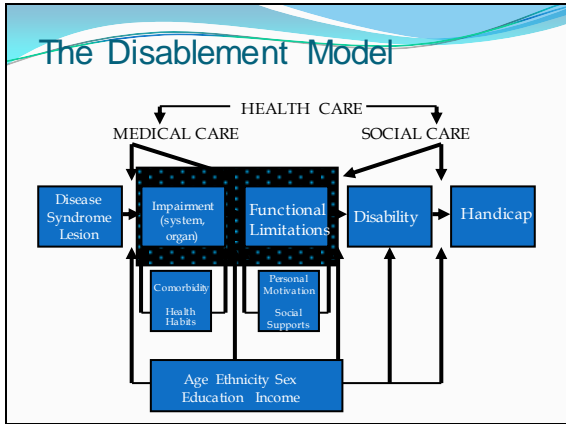 The Disablement Model
HEALTH CARE
MEDICAL CARE
SOCIAL CARE
Disease
Syndrome
Lesion
Impairment
(system,
organ)
Functional
Limitations
Disability
Handicap
Comorbidity
Health
Habits
Personal
Motivation
Social
Supports
Age Ethnicity Sex
Education Income